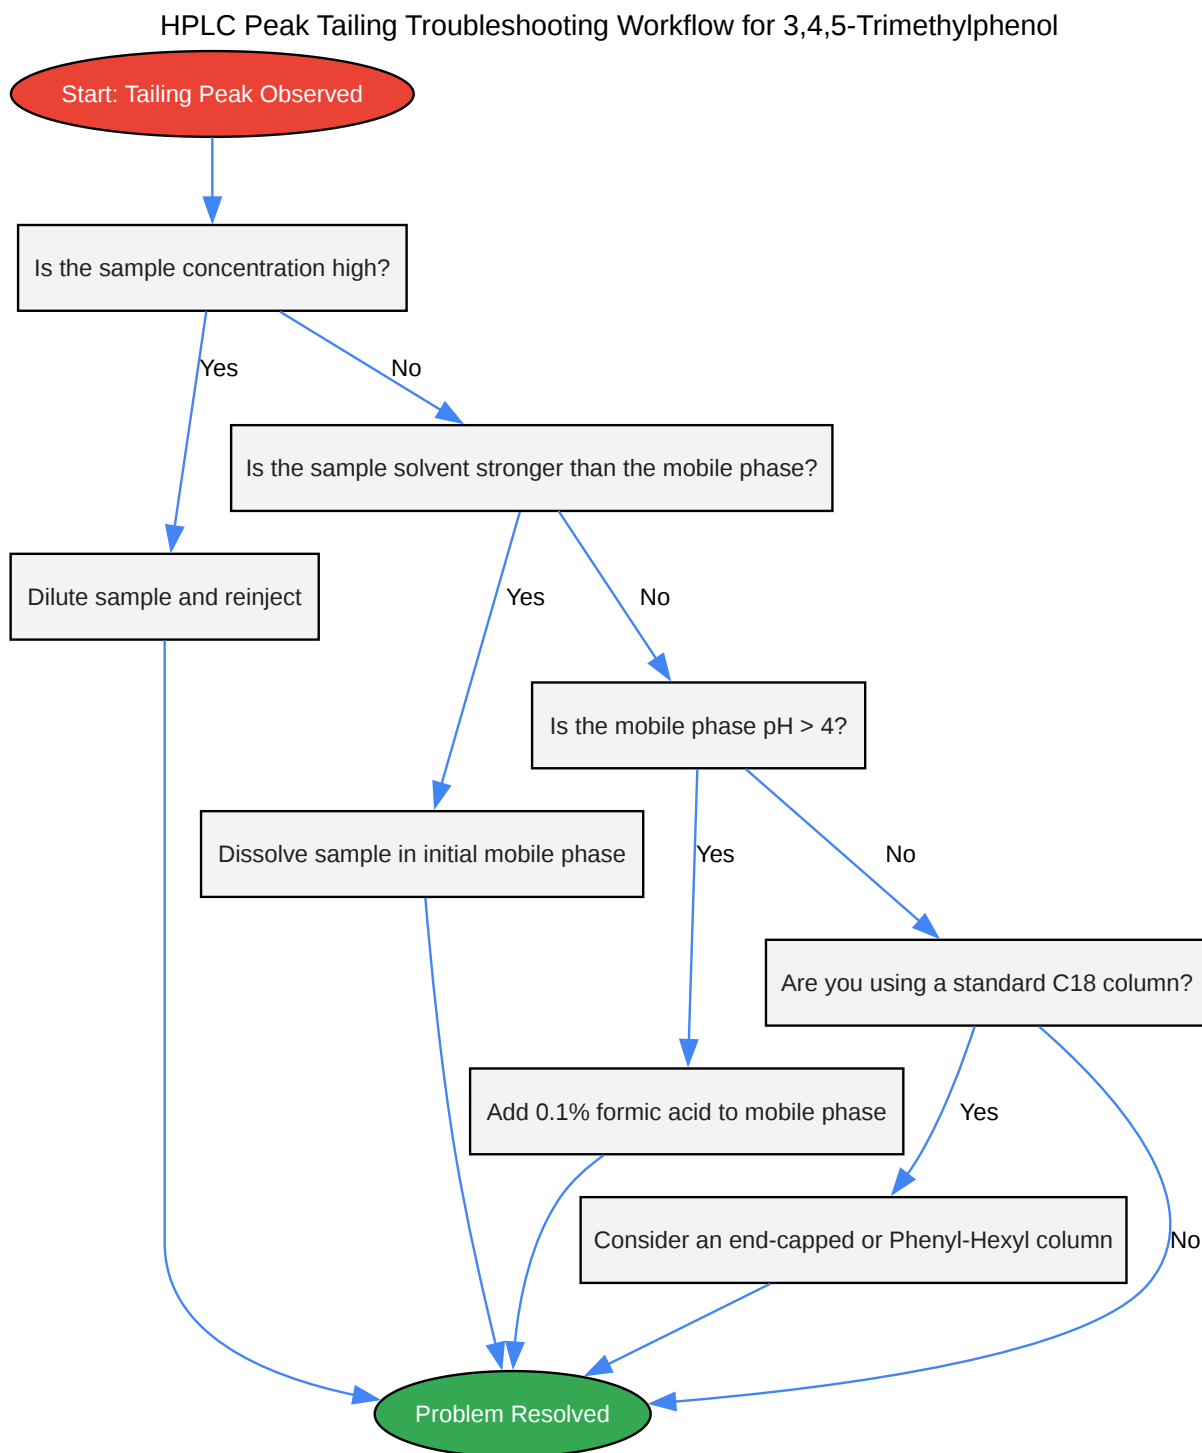 HPLC Peak Tailing Troubleshooting Workflow for 3,4,5-Trimethylphenol
Start: Tailing Peak Observed
Is the sample concentration high?
Yes
No
Is the sample solvent stronger than the mobile phase?
Dilute sample and reinject
Yes
No
Is the mobile phase pH > 4?
Dissolve sample in initial mobile phase
Yes
No
Are you using a standard C18 column?
Add 0.1% formic acid to mobile phase
Yes
Consider an end-capped or Phenyl-Hexyl column
No
Problem Resolved